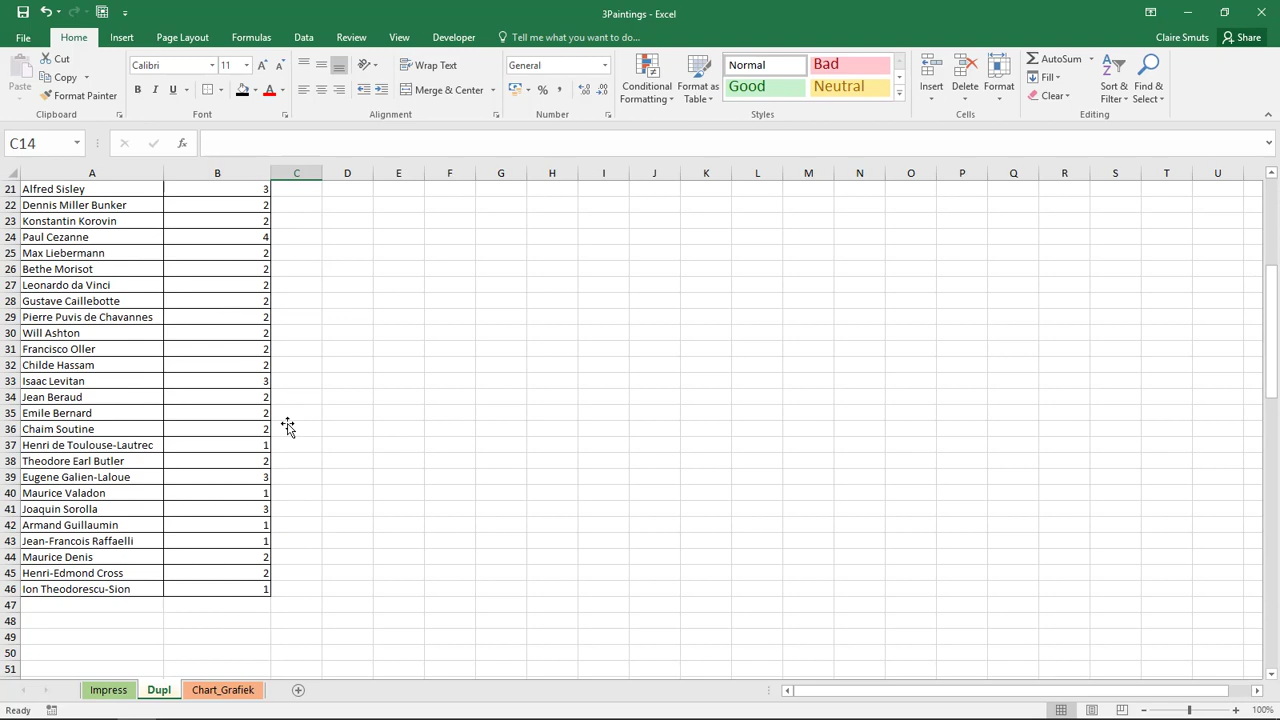 3Paintings - Excel
File Home Insert Page Layout Formulas Data Review View Developer Tell me what you want to do... Claire Smuts Share
Paste Cut Copy Format Painter Clipboard
Calibri 11 A A B I U A Font
Wrap Text Merge & Center Alignment
General % , Number
Conditional Formatting Format as Table Normal Bad Good Neutral Styles
Insert Delete Format Cells
AutoSum Fill Clear Sort & Filter Find & Select Editing
C14 fx
A B C D E F G H I J K L M N O P Q R S T U
21 Alfred Sisley 3
22 Dennis Miller Bunker 2
23 Konstantin Korovin 2
24 Paul Cezanne 4
25 Max Liebermann 2
26 Bethe Morisot 2
27 Leonardo da Vinci 2
28 Gustave Caillebotte 2
29 Pierre Puvis de Chavannes 2
30 Will Ashton 2
31 Francisco Oller 2
32 Childe Hassam 2
33 Isaac Levitan 3
34 Jean Beraud 2
35 Emile Bernard 2
36 Chaim Soutine 2
37 Henri de Toulouse-Lautrec 1
38 Theodore Earl Butler 2
39 Eugene Galien-Laloue 3
40 Maurice Valadon 1
41 Joaquin Sorolla 3
42 Armand Guillaumin 1
43 Jean-Francois Raffaelli 1
44 Maurice Denis 2
45 Henri-Edmond Cross 2
46 Ion Theodorescu-Sion 1
47
48
49
50
51
Impress Dupl Chart_Grafiek
Ready 100%